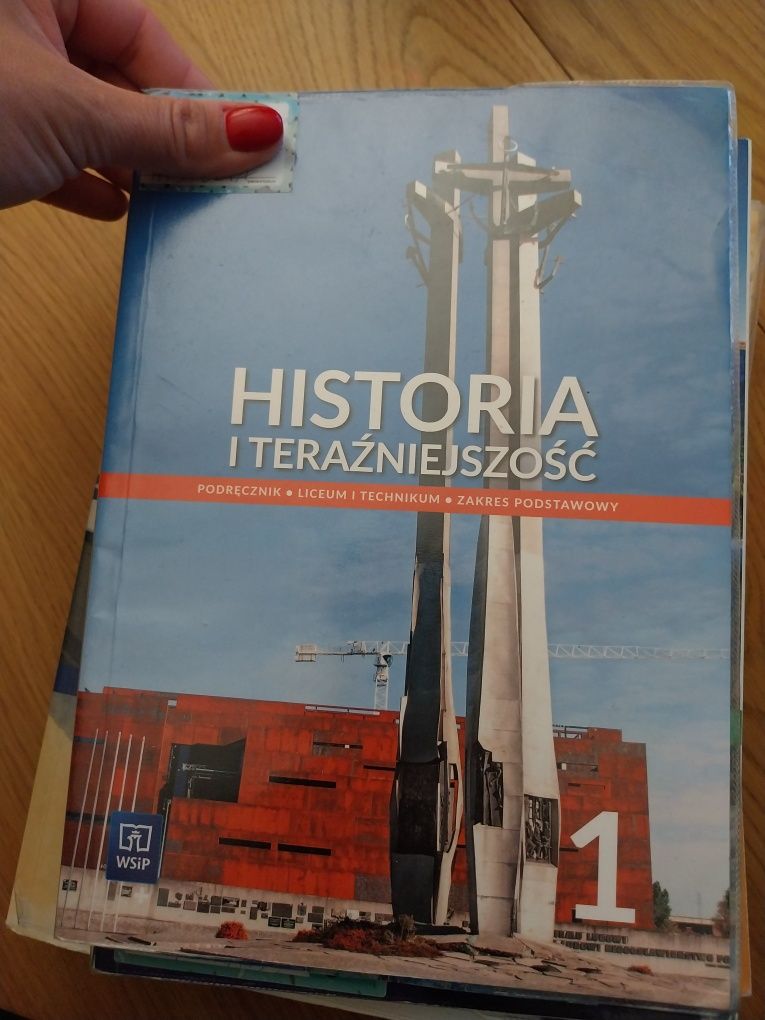 HISTORIA
I TERAŹNIEJSZOŚĆ
PODRĘCZNIK • LICEUM I TECHNIKUM • ZAKRES PODSTAWOWY
WSiP
1